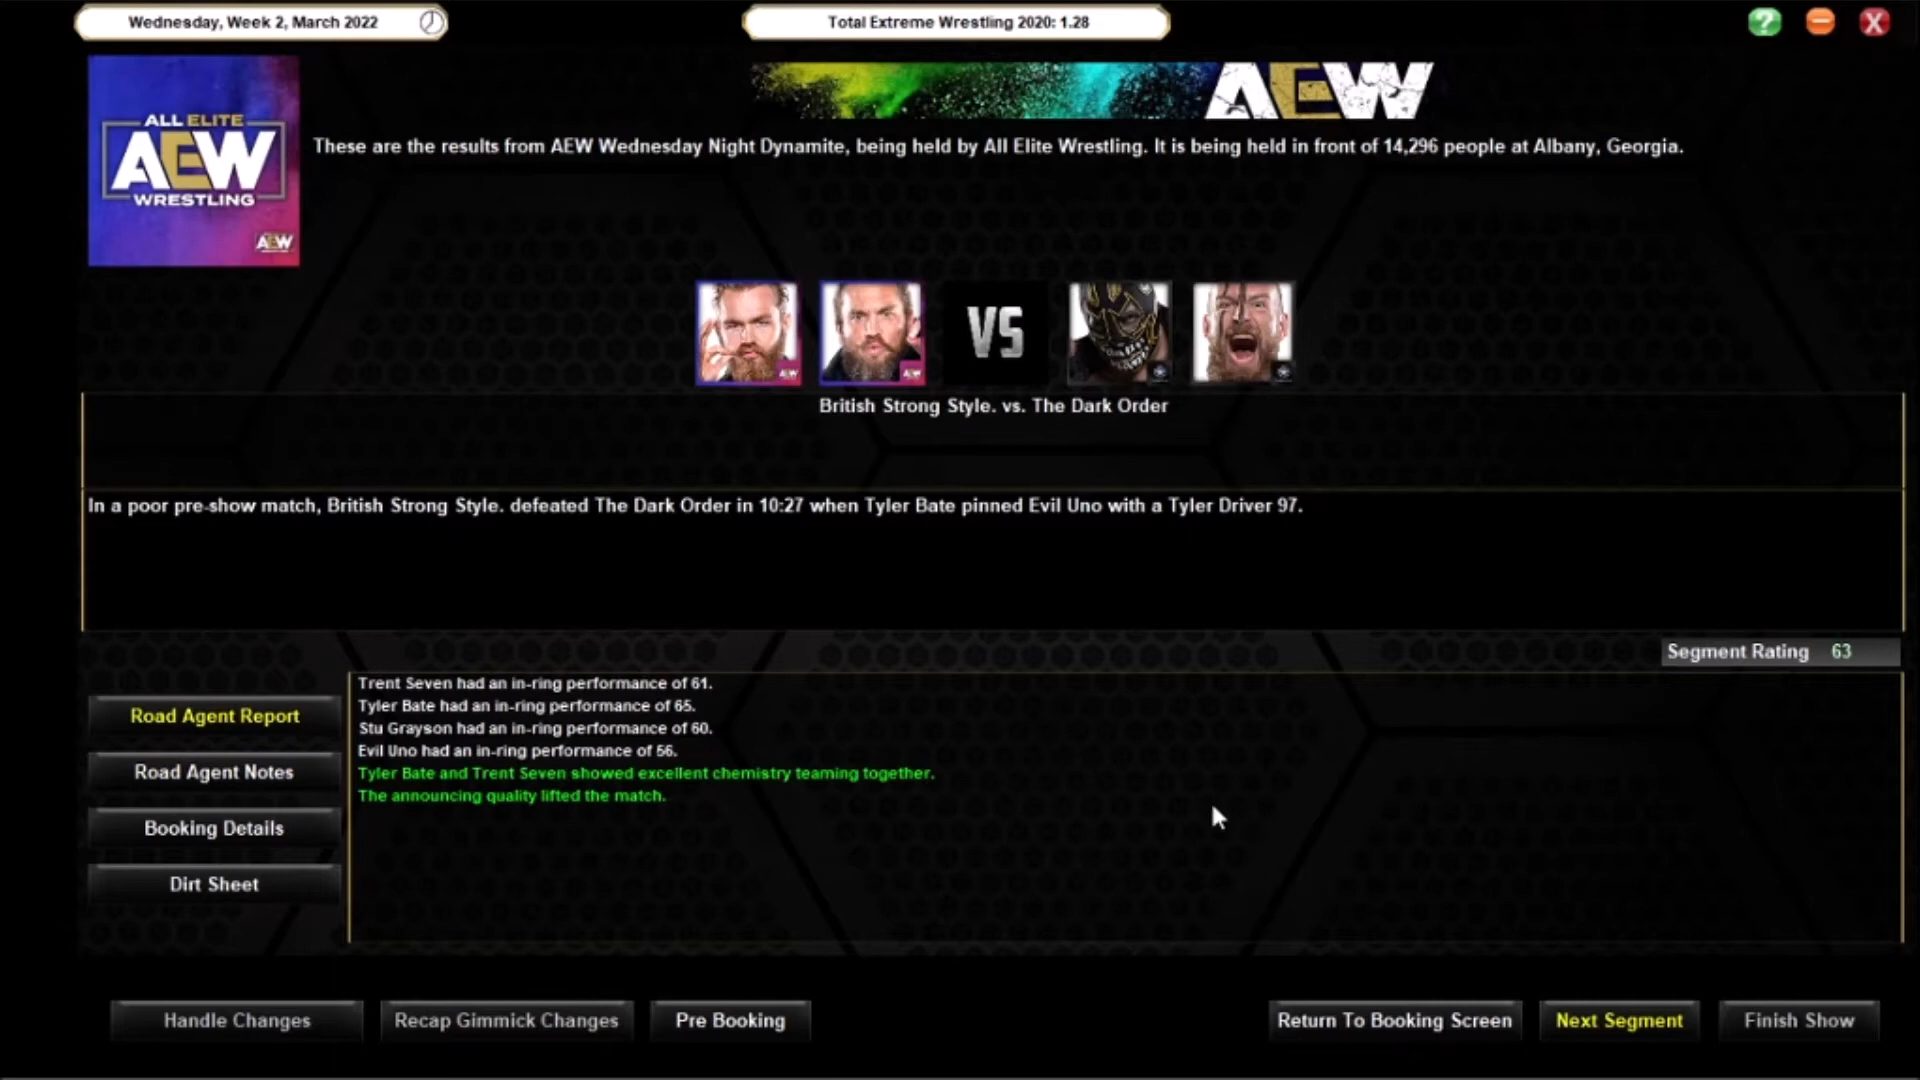 Wednesday, Week 2, March 2022
Total Extreme Wrestling 2020: 1.28
?
X
ALL ELITE
AEW
WRESTLING
AEW
AEW
These are the results from AEW Wednesday Night Dynamite, being held by All Elite Wrestling. It is being held in front of 14,296 people at Albany, Georgia.
AEW
AEW
VS
British Strong Style. vs. The Dark Order
In a poor pre-show match, British Strong Style. defeated The Dark Order in 10:27 when Tyler Bate pinned Evil Uno with a Tyler Driver 97.
Segment Rating 63
Road Agent Report
Road Agent Notes
Booking Details
Dirt Sheet
Trent Seven had an in-ring performance of 61.
Tyler Bate had an in-ring performance of 65.
Stu Grayson had an in-ring performance of 60.
Evil Uno had an in-ring performance of 56.
Tyler Bate and Trent Seven showed excellent chemistry teaming together.
The announcing quality lifted the match.
Handle Changes
Recap Gimmick Changes
Pre Booking
Return To Booking Screen
Next Segment
Finish Show